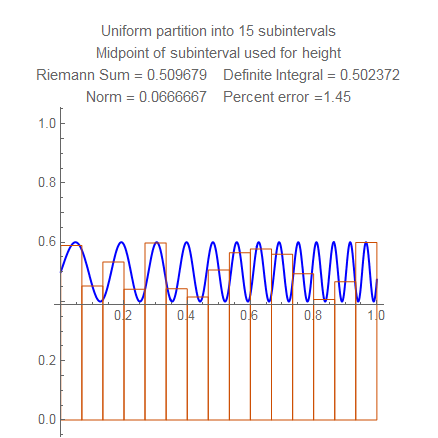 Uniform partition into 15 subintervals
Midpoint of subinterval used for height
Riemann Sum = 0.509679 Definite Integral = 0.502372
Norm = 0.0666667 Percent error =1.45
1.0
0.8
0.6
0.2 0.4 0.6 0.8 1.0
0.2
0.0